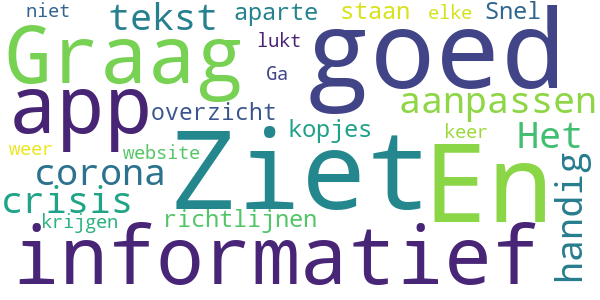 niet
tekst
aparte
staan
elke
Snel
Graag
lukt
goed
Ga
app
overzicht
aanpassen
kopjes
keer
Het
weer
website
Ziet
En
corona
handig
crisis
krijgen
richtlijnen
informatief